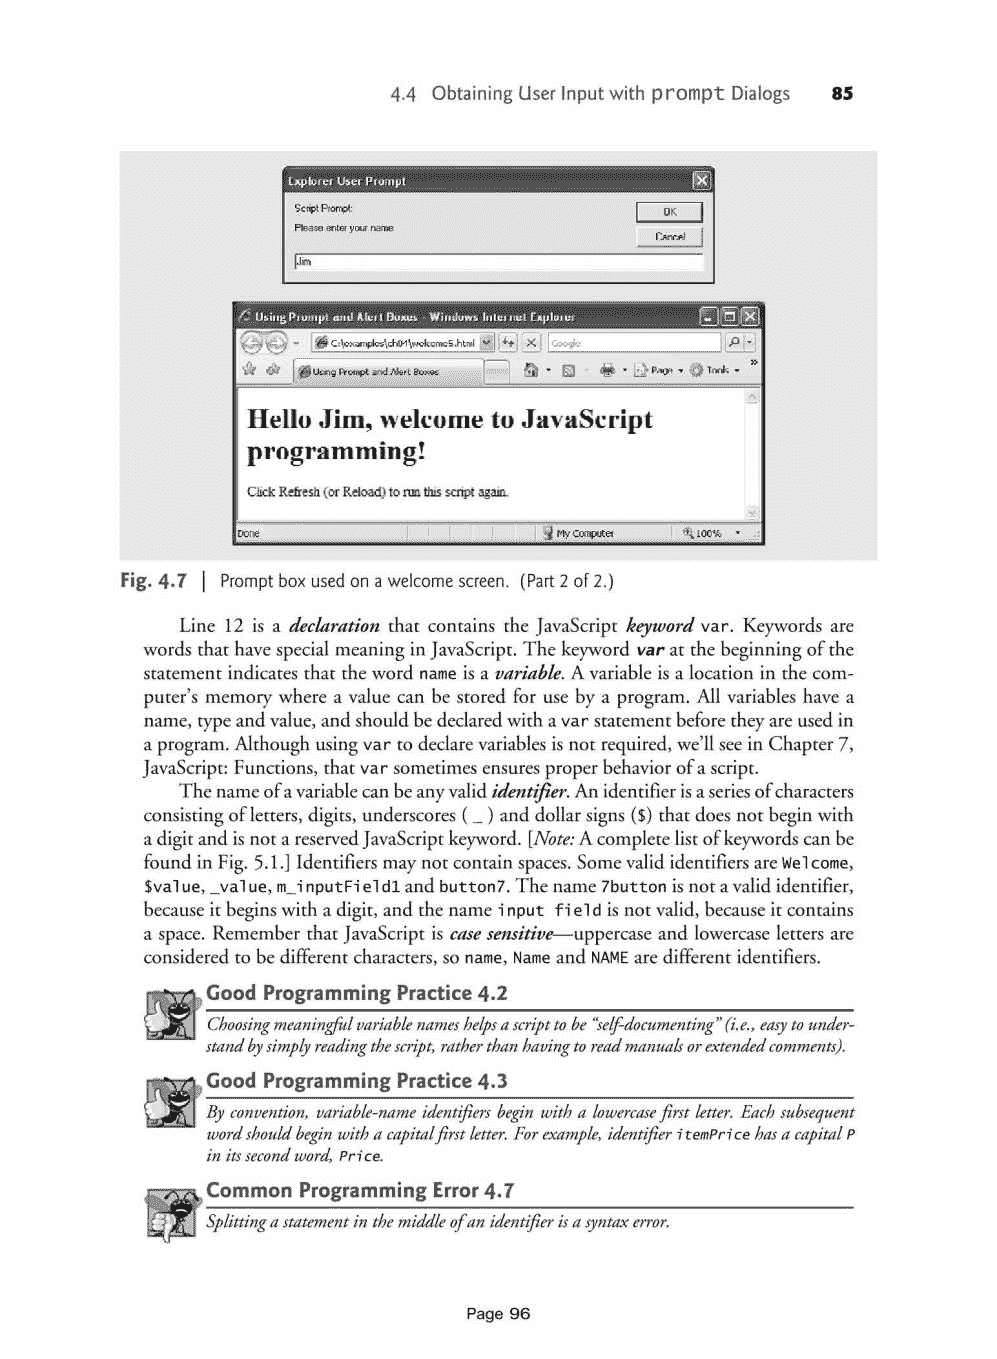 4.4 Obtaining User Input with prompt Dialogs 85
Explorer User Prompt
Script Prompt:
OK
Please enter your name
Cancel
Jim
Using Prompt and Alert Boxes - Windows Internet Explorer
C:\examples\ch04\welcome5.html
Google
Using Prompt and Alert Boxes
Page
Tools
»
Hello Jim, welcome to JavaScript
programming!
Click Refresh (or Reload) to run this script again.
Done
My Computer
100%
Fig. 4.7 | Prompt box used on a welcome screen. (Part 2 of 2.)
Line 12 is a declaration that contains the JavaScript keyword var. Keywords are
words that have special meaning in JavaScript. The keyword var at the beginning of the
statement indicates that the word name is a variable. A variable is a location in the com-
puter's memory where a value can be stored for use by a program. All variables have a
name, type and value, and should be declared with a var statement before they are used in
a program. Although using var to declare variables is not required, we'll see in Chapter 7,
JavaScript: Functions, that var sometimes ensures proper behavior of a script.
The name of a variable can be any valid identifier. An identifier is a series of characters
consisting of letters, digits, underscores ( _ ) and dollar signs ($) that does not begin with
a digit and is not a reserved JavaScript keyword. [Note: A complete list of keywords can be
found in Fig. 5.1.] Identifiers may not contain spaces. Some valid identifiers are Welcome,
$value, _value, m_inputField1 and button7. The name 7button is not a valid identifier,
because it begins with a digit, and the name input field is not valid, because it contains
a space. Remember that JavaScript is case sensitive—uppercase and lowercase letters are
considered to be different characters, so name, Name and NAME are different identifiers.
Good Programming Practice 4.2
Choosing meaningful variable names helps a script to be "self-documenting" (i.e., easy to under-
stand by simply reading the script, rather than having to read manuals or extended comments).
Good Programming Practice 4.3
By convention, variable-name identifiers begin with a lowercase first letter. Each subsequent
word should begin with a capital first letter. For example, identifier itemPrice has a capital P
in its second word, Price.
Common Programming Error 4.7
Splitting a statement in the middle of an identifier is a syntax error.
Page 96